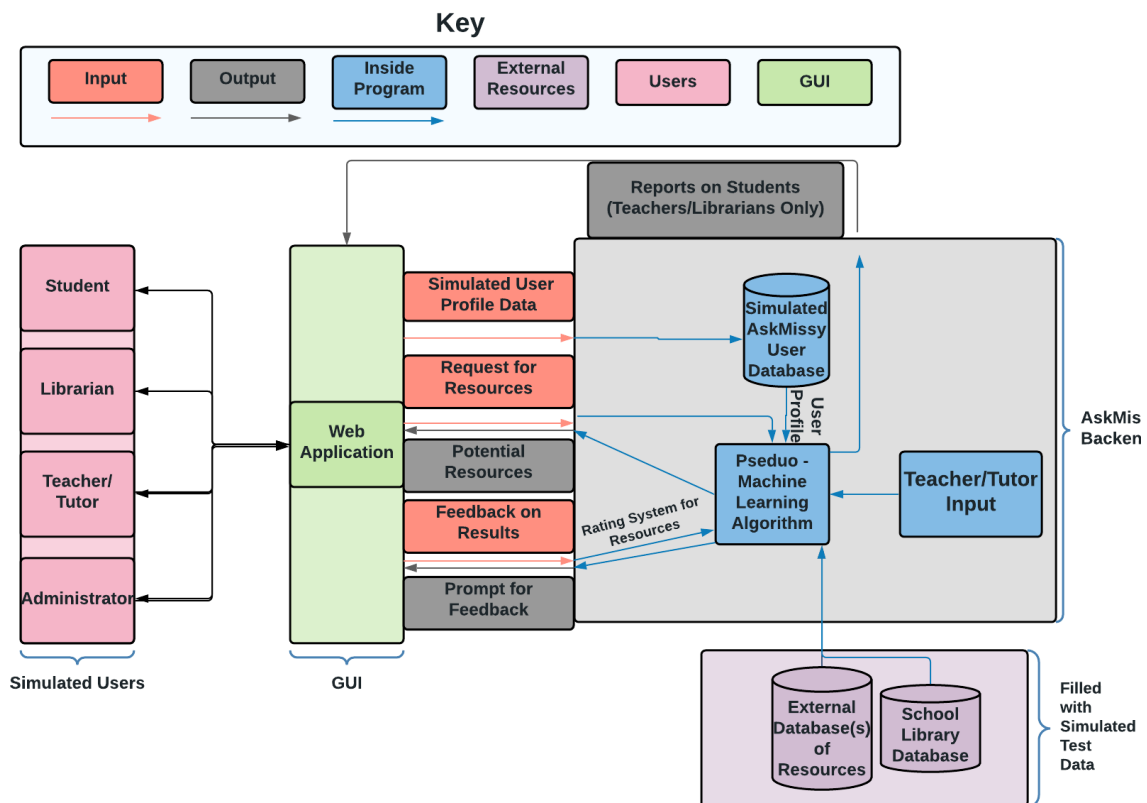 Key
Input
Output
Inside
Program
External
Resources
Users
GUI
Reports on Students
(Teachers/Librarians Only)
Student
Librarian
Teacher/
Tutor
Administrator
Simulated Users
Web
Application
GUI
Simulated User
Profile Data
Request for
Resources
Potential
Resources
Feedback on
Results
Prompt for
Feedback
Simulated
AskMissy
User
Database
User
Profile
Pseduo -
Machine
Learning
Algorithm
Rating System for
Resources
Teacher/Tutor
Input
AskMis
Backen
External
Database(s)
of
Resources
School
Library
Database
Filled
with
Simulated
Test
Data